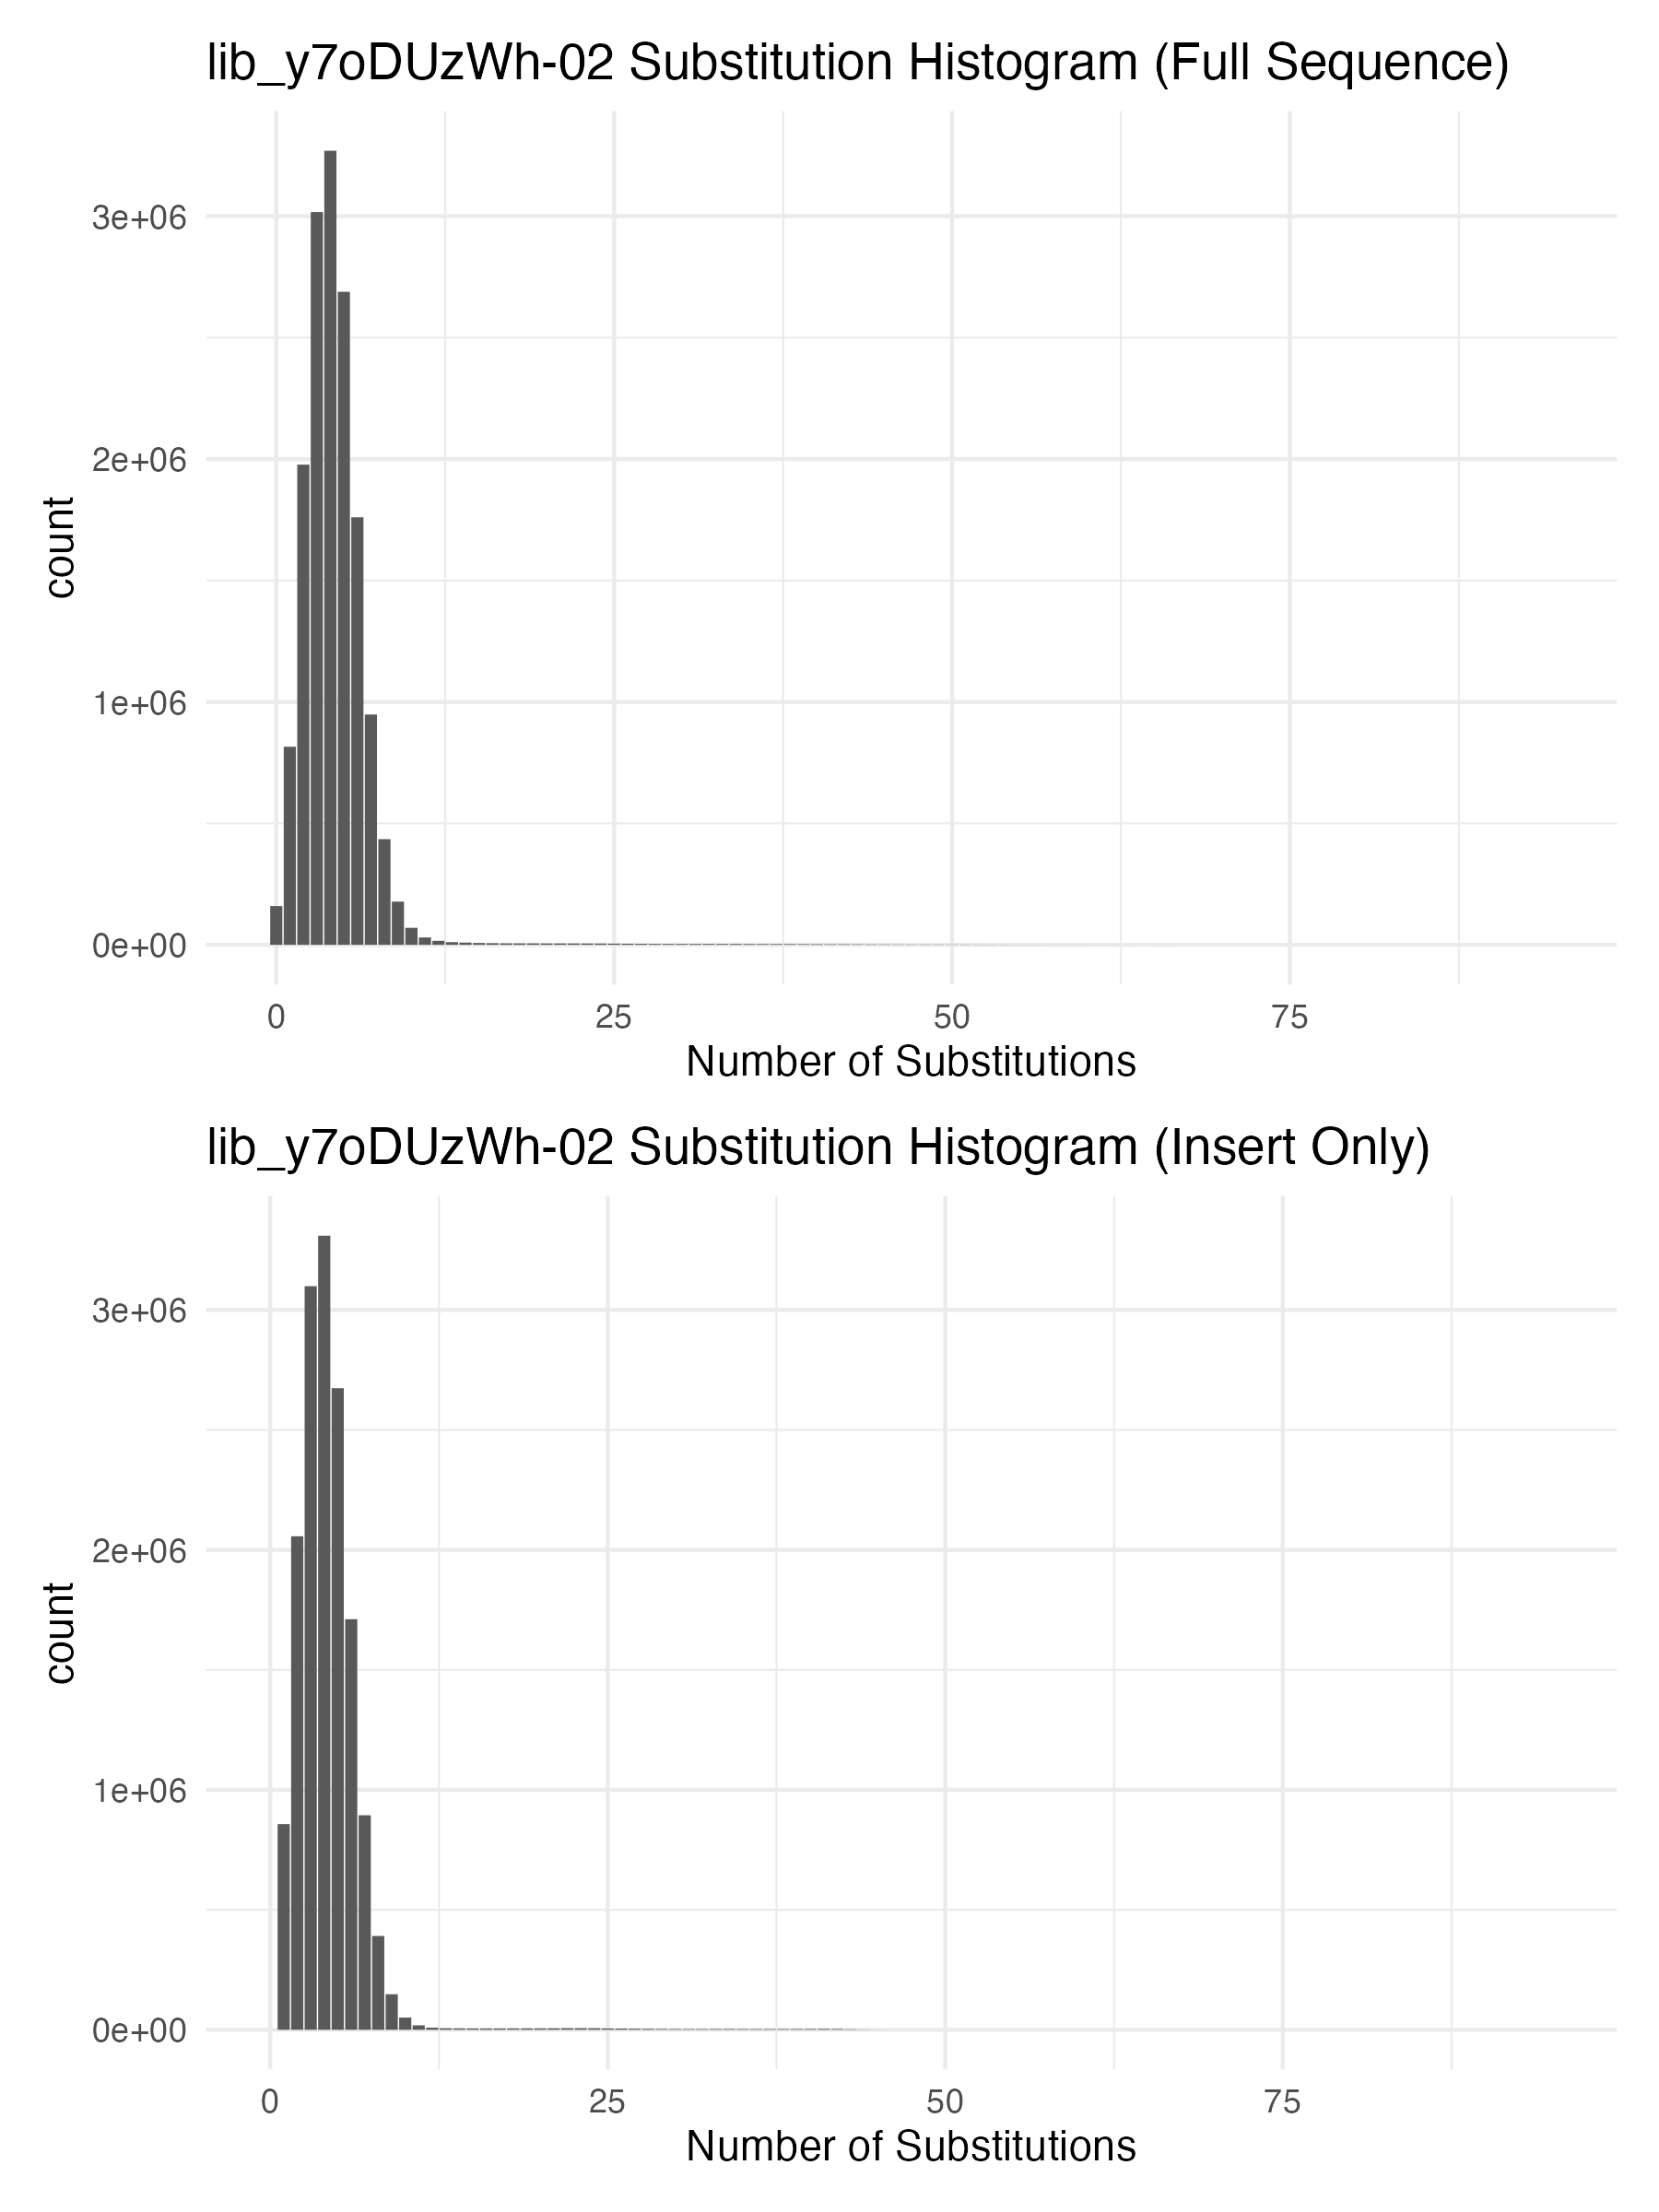 lib_y7oDUzWh-02 Substitution Histogram (Full Sequence)
3e+06
2e+06
1e+06
0e+00
count
0 25 50 75
Number of Substitutions
lib_y7oDUzWh-02 Substitution Histogram (Insert Only)
3e+06
2e+06
1e+06
0e+00
count
0 25 50 75
Number of Substitutions